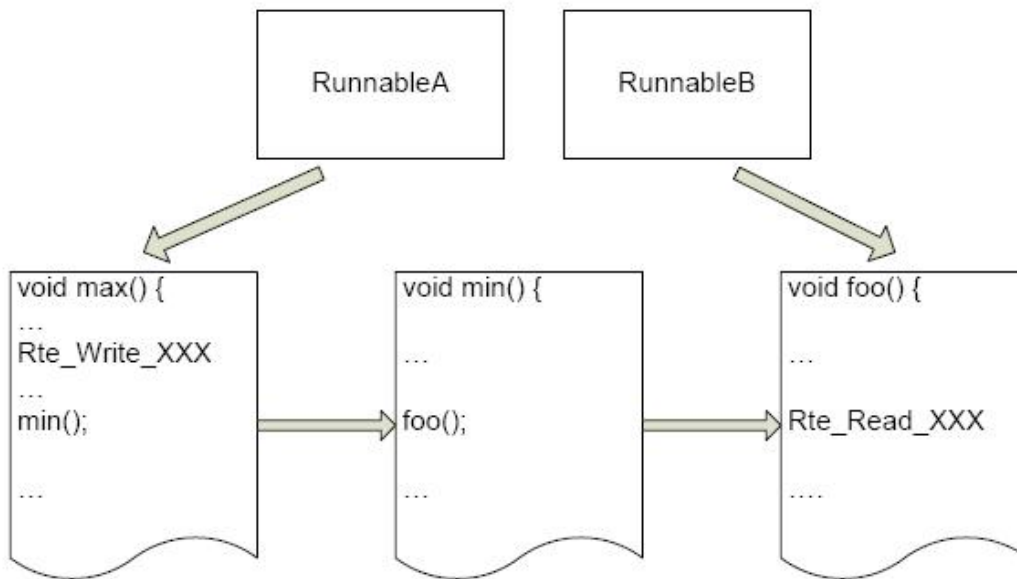 RunnableA
RunnableB
void max() {
...
Rte_Write_XXX
...
min();
...
void min() {
...
foo();
...
void foo() {
...
Rte_Read_XXX
....